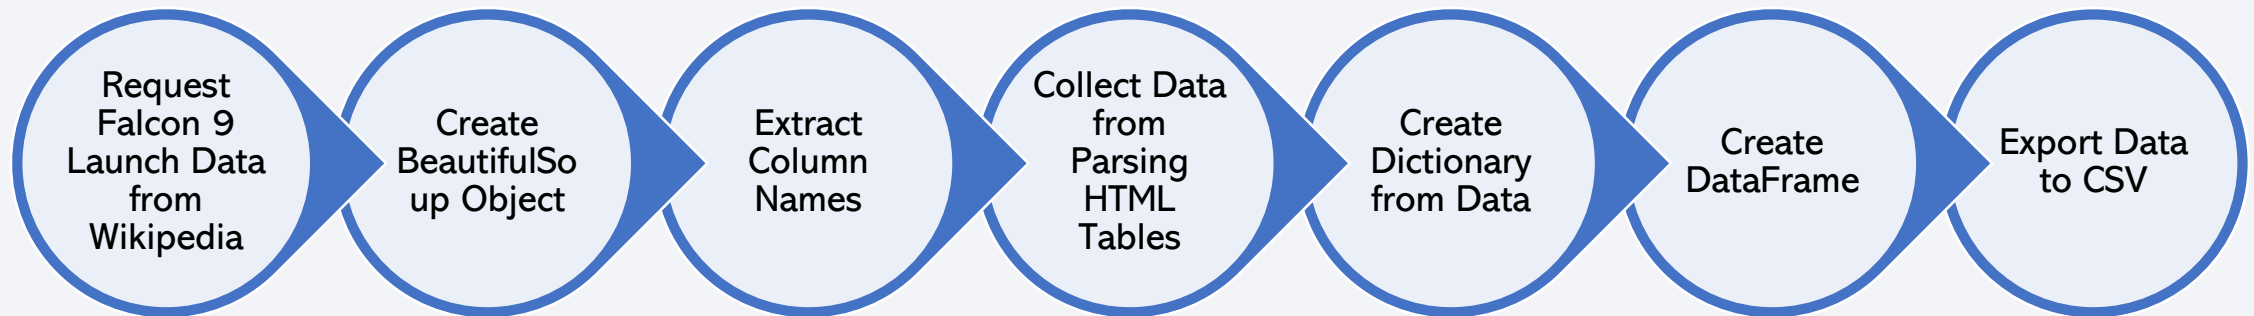 Request
Falcon 9
Launch Data
from
Wikipedia
Create
BeautifulSo
up Object
Extract
Column
Names
Collect Data
from
Parsing
HTML
Tables
Create
Dictionary
from Data
Create
DataFrame
Export Data
to CSV